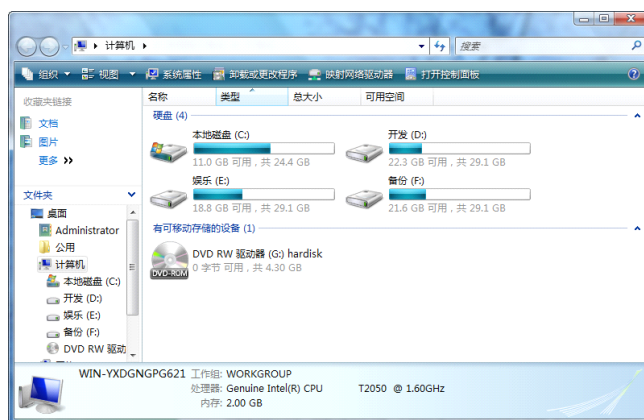 计算机
搜索
组织 视图 系统属性 卸载或更改程序 映射网络驱动器 打开控制面板
收藏夹链接
文档
图片
更多 >>
文件夹
桌面
Administrator
公用
计算机
本地磁盘 (C:)
开发 (D:)
娱乐 (E:)
备份 (F:)
DVD RW 驱动
名称 类型 总大小 可用空间
硬盘 (4)
本地磁盘 (C:)
11.0 GB 可用，共 24.4 GB
开发 (D:)
22.3 GB 可用，共 29.1 GB
娱乐 (E:)
18.8 GB 可用，共 29.1 GB
备份 (F:)
21.6 GB 可用，共 29.1 GB
有可移动存储的设备 (1)
DVD RW 驱动器 (G:) hardisk
0 字节 可用，共 4.30 GB
DVD-ROM
WIN-YXDGNGPG621 工作组: WORKGROUP
处理器: Genuine Intel(R) CPU T2050 @ 1.60GHz
内存: 2.00 GB